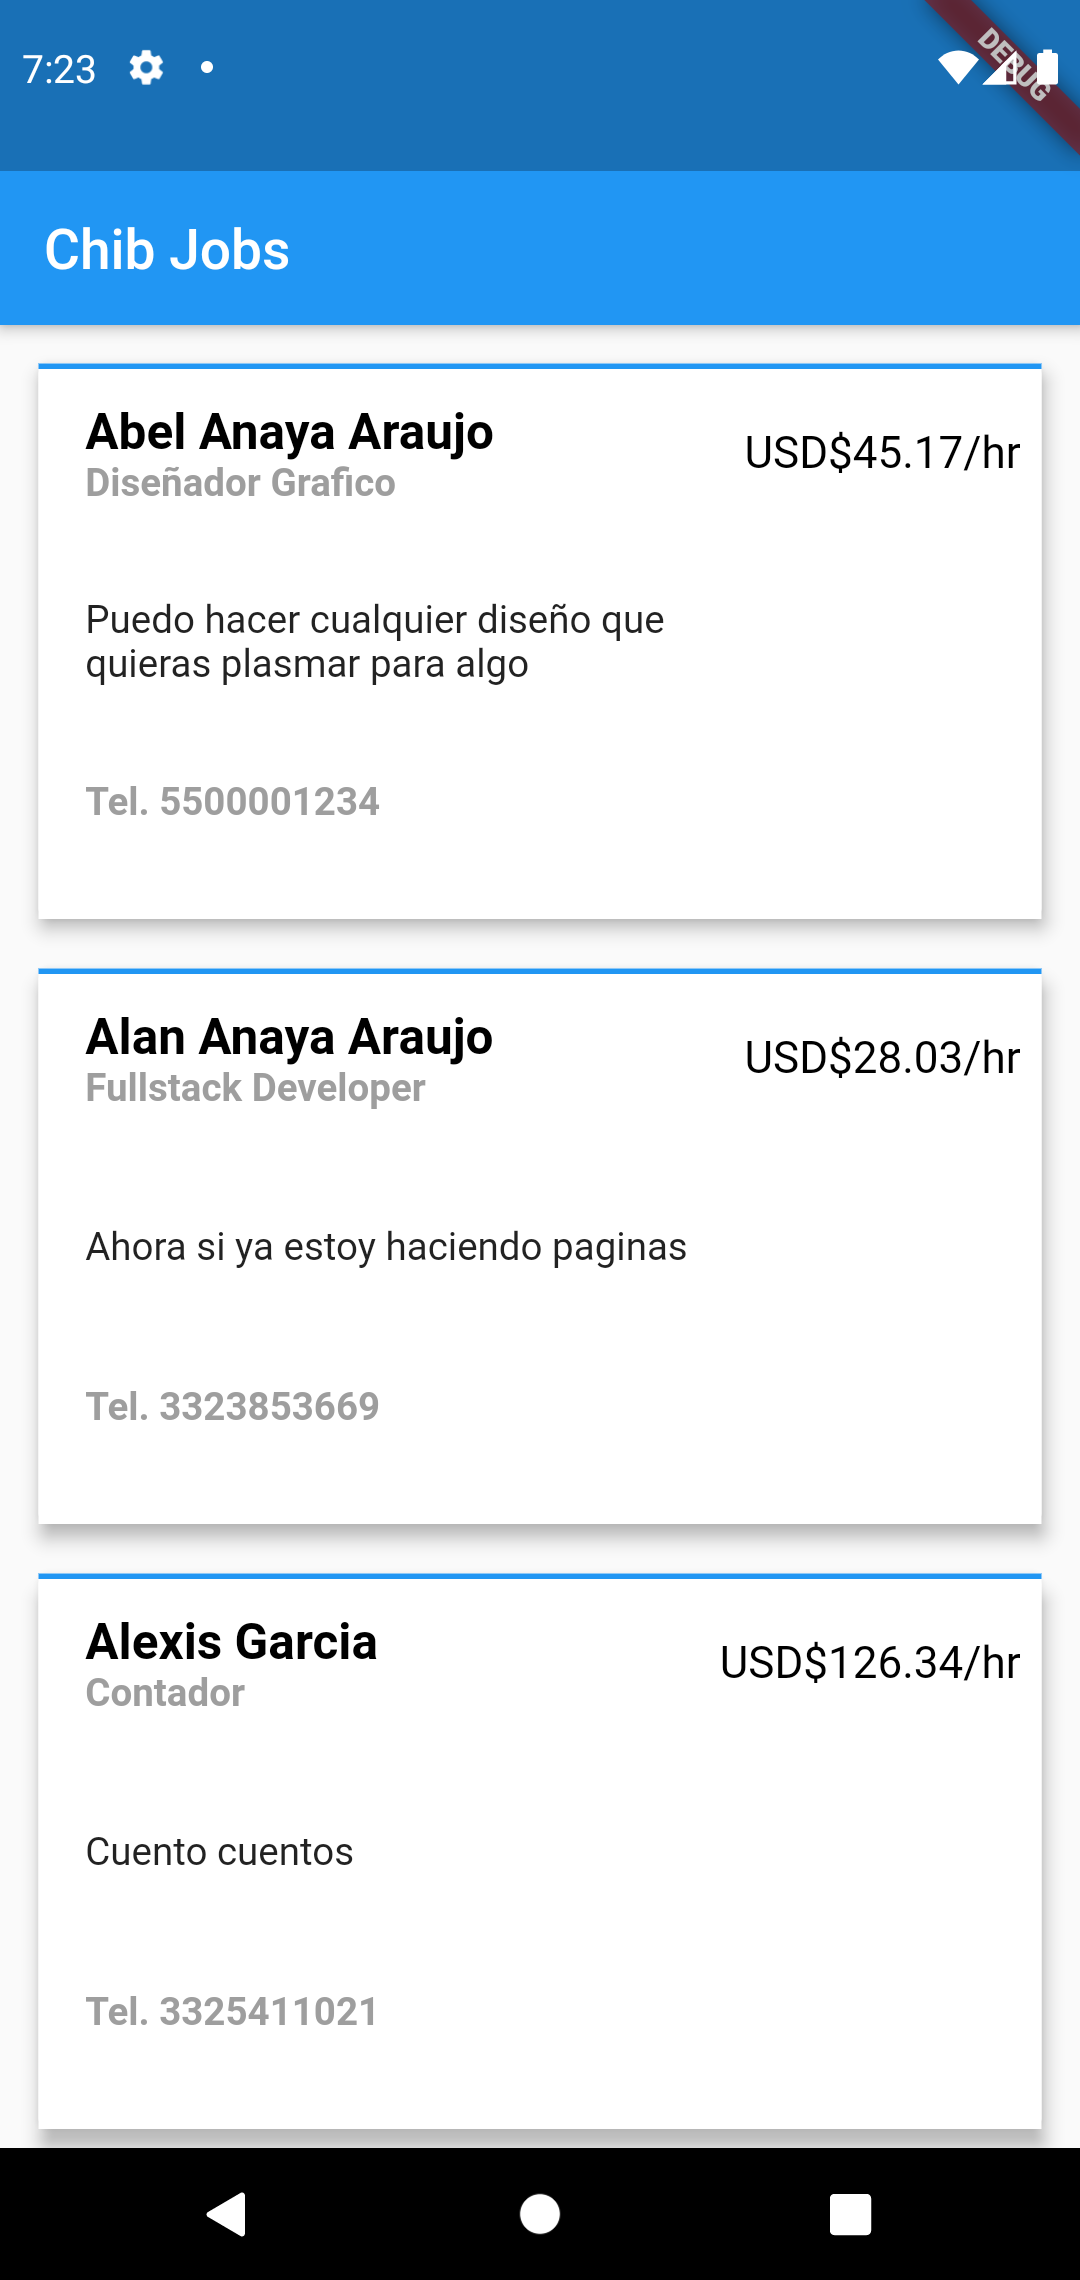 7:23
DEBUG
Chib Jobs
Abel Anaya Araujo
USD$45.17/hr
Diseñador Grafico
Puedo hacer cualquier diseño que
quieras plasmar para algo
Tel. 5500001234
Alan Anaya Araujo
USD$28.03/hr
Fullstack Developer
Ahora si ya estoy haciendo paginas
Tel. 3323853669
Alexis Garcia
USD$126.34/hr
Contador
Cuento cuentos
Tel. 3325411021